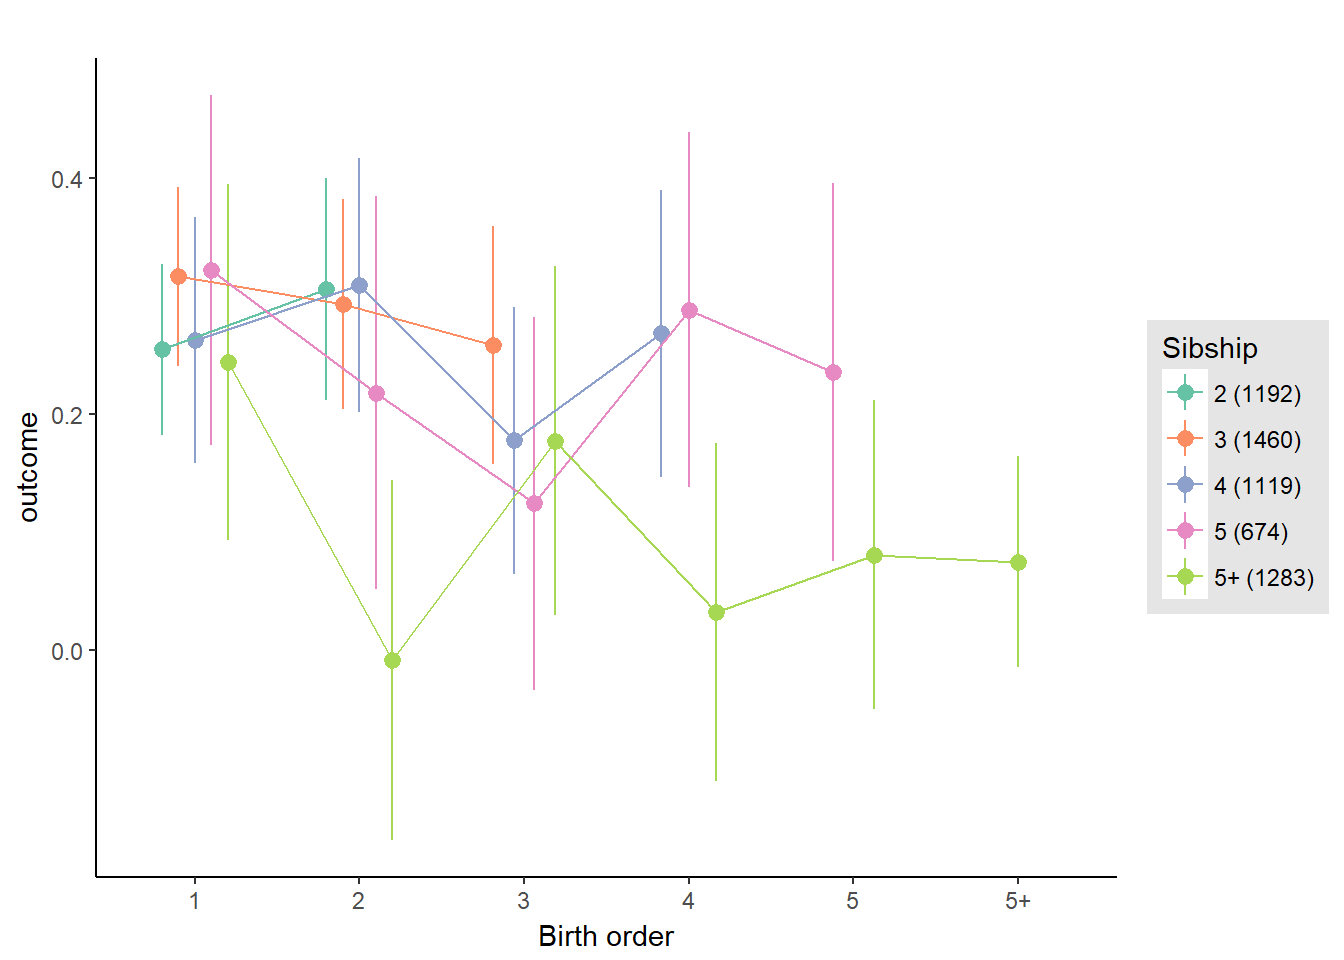 outcome
0.4
0.2
0.0
1 2 3 4 5 5+
Birth order
Sibship
2 (1192)
3 (1460)
4 (1119)
5 (674)
5+ (1283)